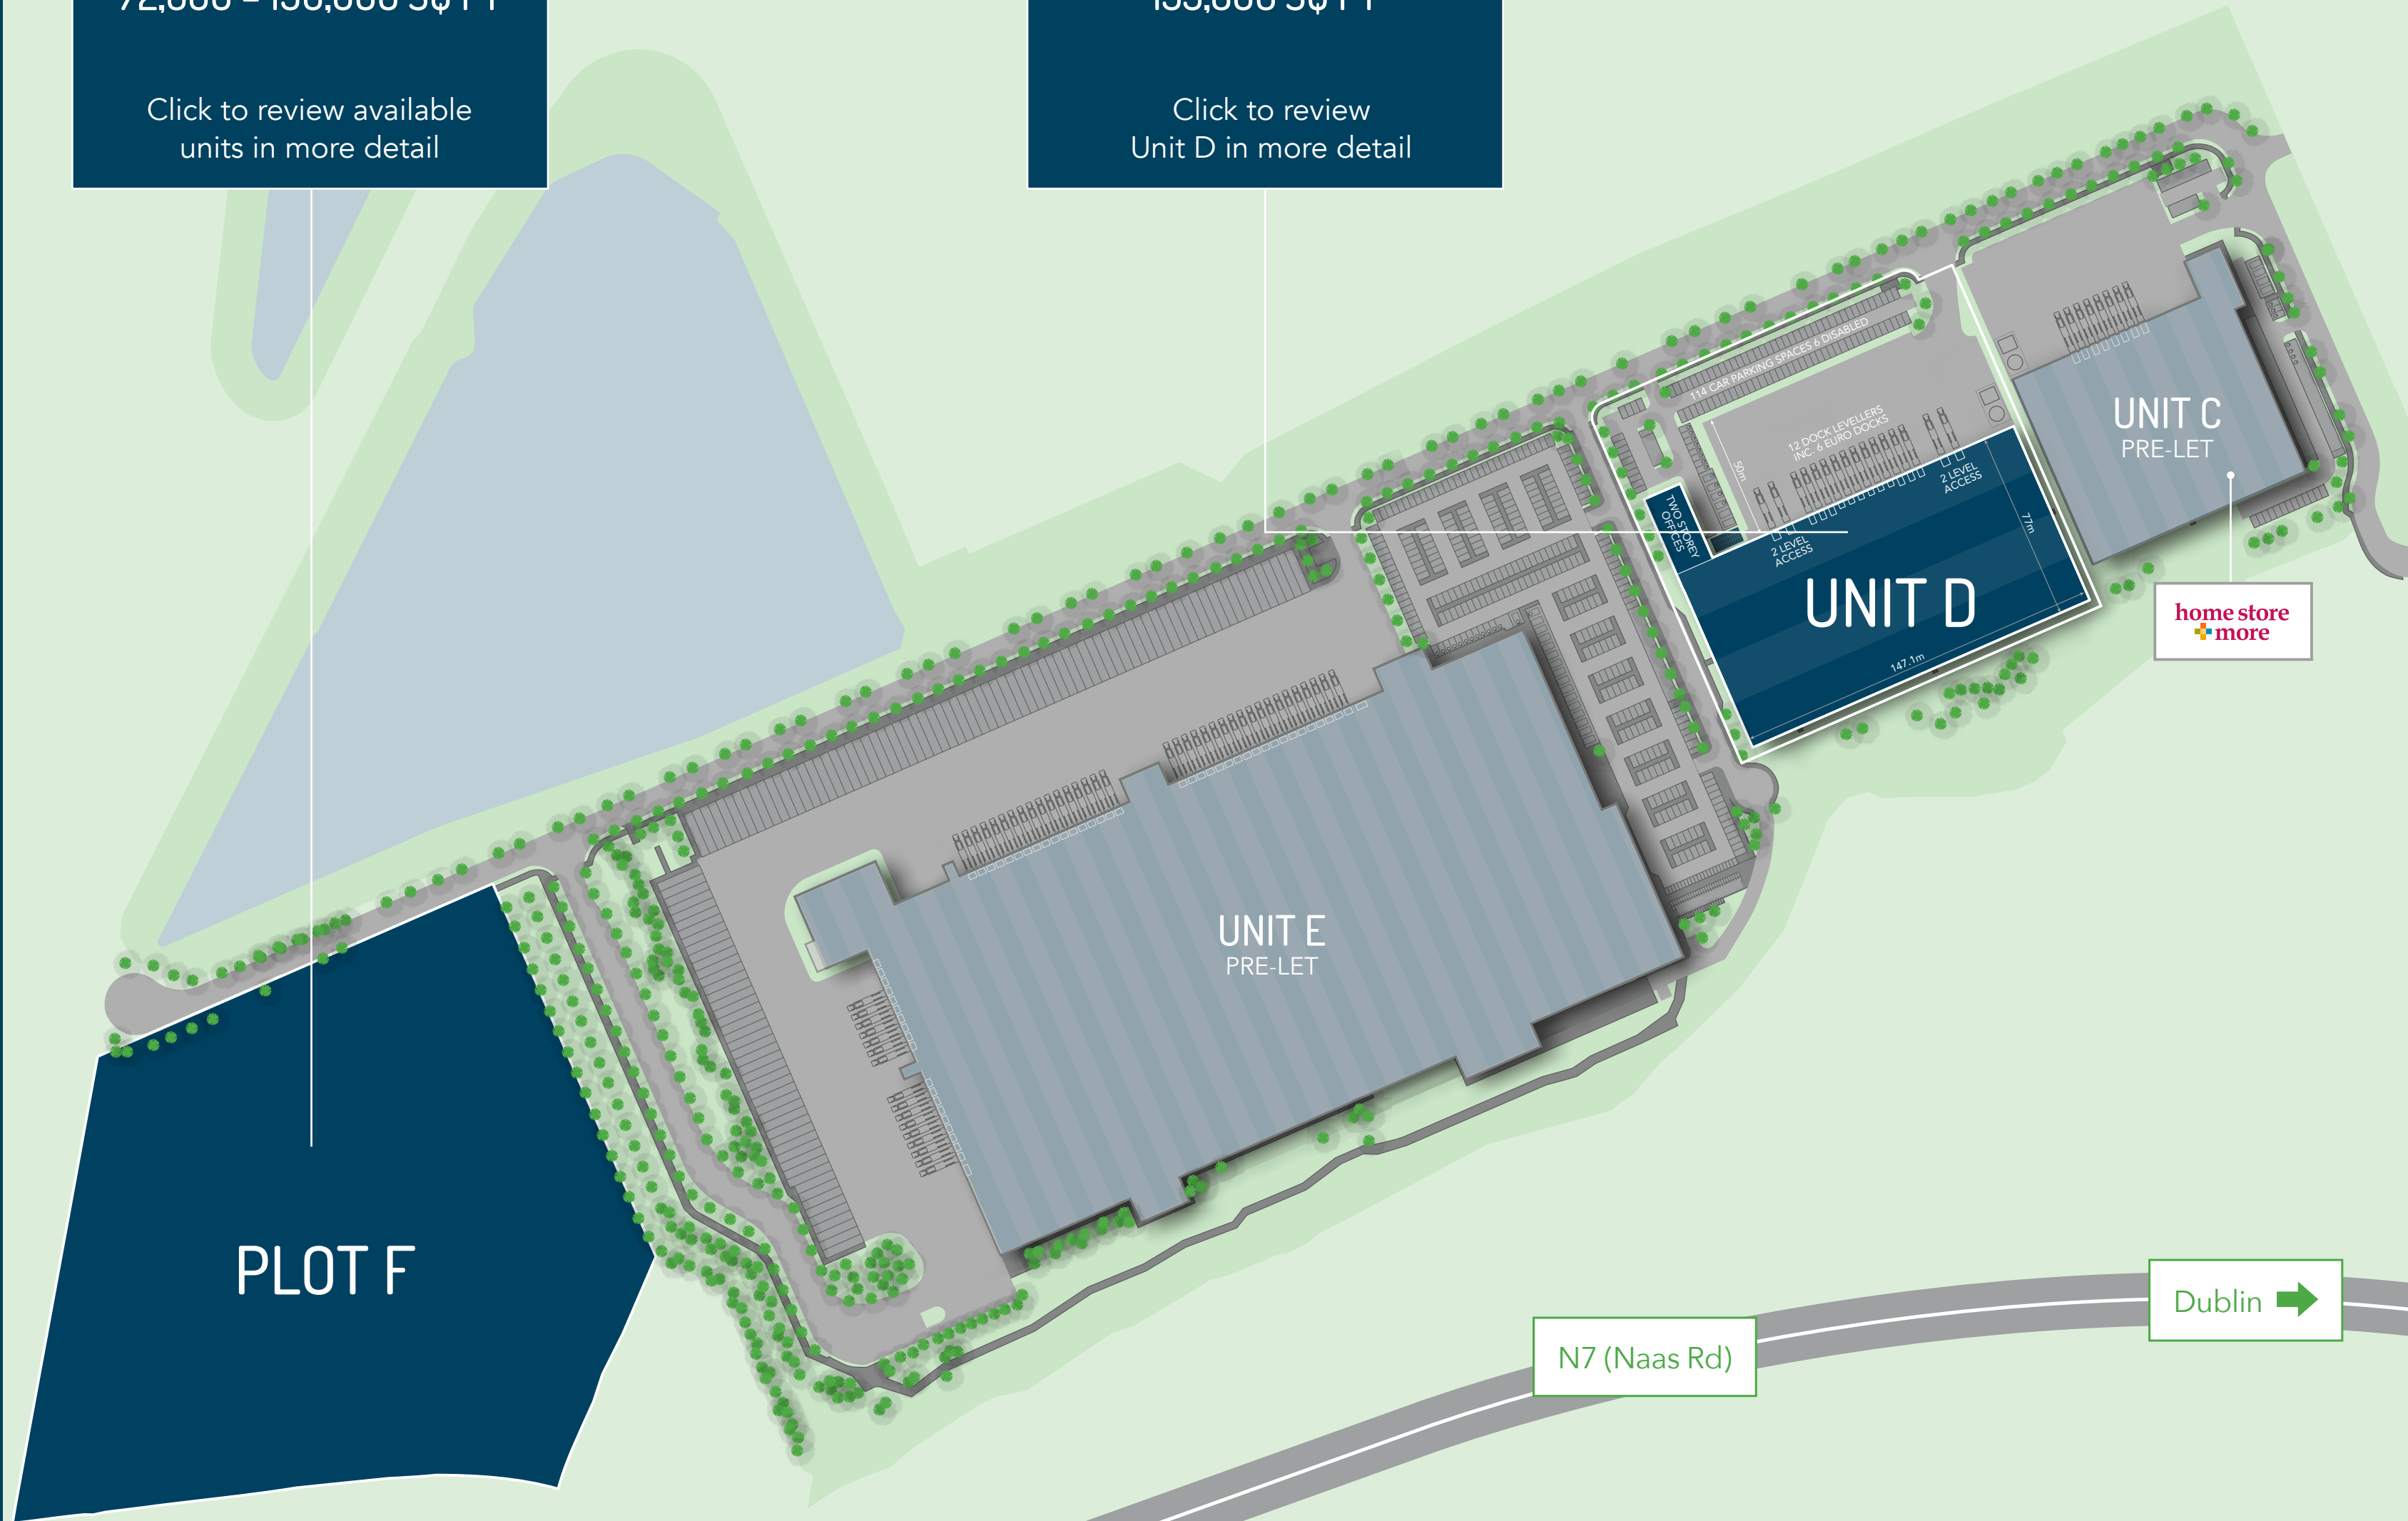 Click to review available
units in more detail
Click to review
Unit D in more detail
114 CAR PARKING SPACES 6 DISABLED
12 DOCK LEVELLERS
INC. 6 EURO DOCKS
50m
2 LEVEL
ACCESS
2 LEVEL
ACCESS
TWO STOREY
OFFICES
77m
147.1m
UNIT D
UNIT C
PRE-LET
home store
more
UNIT E
PRE-LET
PLOT F
N7 (Naas Rd)
Dublin